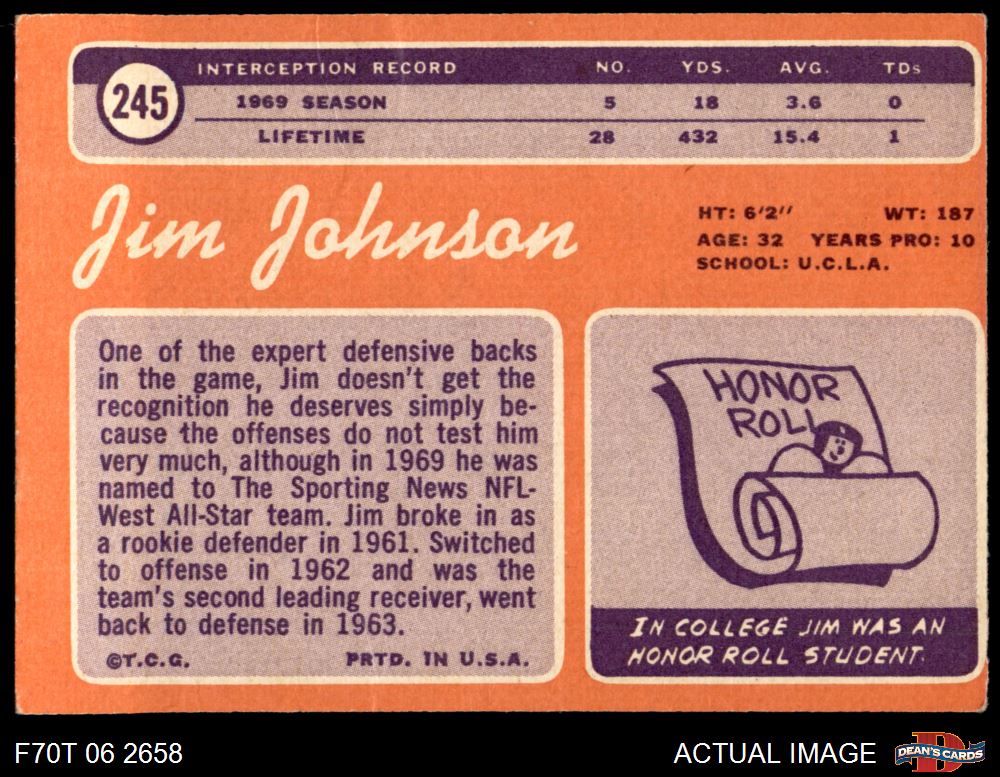 245
INTERCEPTION RECORD NO. YDS. AVG. TDs
1969 SEASON 5 18 3.6 0
LIFETIME 28 432 15.4 1
Jim Johnson
HT: 6'2" WT: 187
AGE: 32 YEARS PRO: 10
SCHOOL: U.C.L.A.
One of the expert defensive backs
in the game, Jim doesn't get the
recognition he deserves simply be-
cause the offenses do not test him
very much, although in 1969 he was
named to The Sporting News NFL-
West All-Star team. Jim broke in as
a rookie defender in 1961. Switched
to offense in 1962 and was the
team's second leading receiver, went
back to defense in 1963.
©T.C.G. PRTD. IN U.S.A.
HONOR
ROLL
IN COLLEGE JIM WAS AN
HONOR ROLL STUDENT.
F70T 06 2658
ACTUAL IMAGE
DEAN'S CARDS